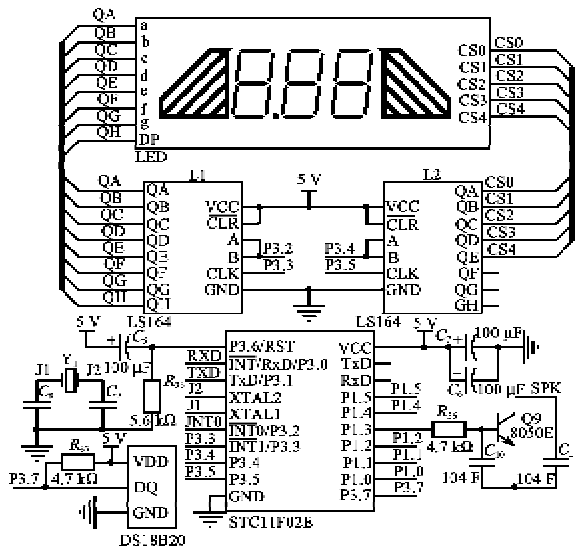 QA
QB
QC
QD
QE
QF
QG
QH
a
b
c
d
e
f
g
DP
LED
8.88
CS0
CS1
CS2
CS3
CS4
CS0
CS1
CS2
CS3
CS4
L1
5 V
L2
QA
QB
QC
QD
QE
QF
QG
QH
QA
QB
QC
QD
QE
QF
QG
QH
VCC
CLR
A
B
CLK
GND
P3.2
P3.3
P3.4
P3.5
VCC
CLR
A
B
CLK
GND
QA
QB
QC
QD
QE
QF
QG
GH
CS0
CS1
CS2
CS3
CS4
LS164
LS164
5 V
100 μF
RXD
TXD
J2
J1
JNT0
P3.3
P3.4
P3.5
P3.6/RST
INT/RxD/P3.0
TxD/P3.1
XTAL2
XTAL1
INT0/P3.2
INT1/P3.3
P3.4
P3.5
GND
VCC
TxD
RxD
P1.5
P1.4
P1.3
P1.2
P1.1
P1.0
P3.7
P1.5
P1.4
P1.2
P1.1
P1.0
P3.7
STC11F02E
5 V
100 μF
100 μF
SPK
4.7 kΩ
Q9
8050E
104 F
104 F
J1
J2
5.6 kΩ
5 V
4.7 kΩ
P3.7
VDD
DQ
GND
DS18B20